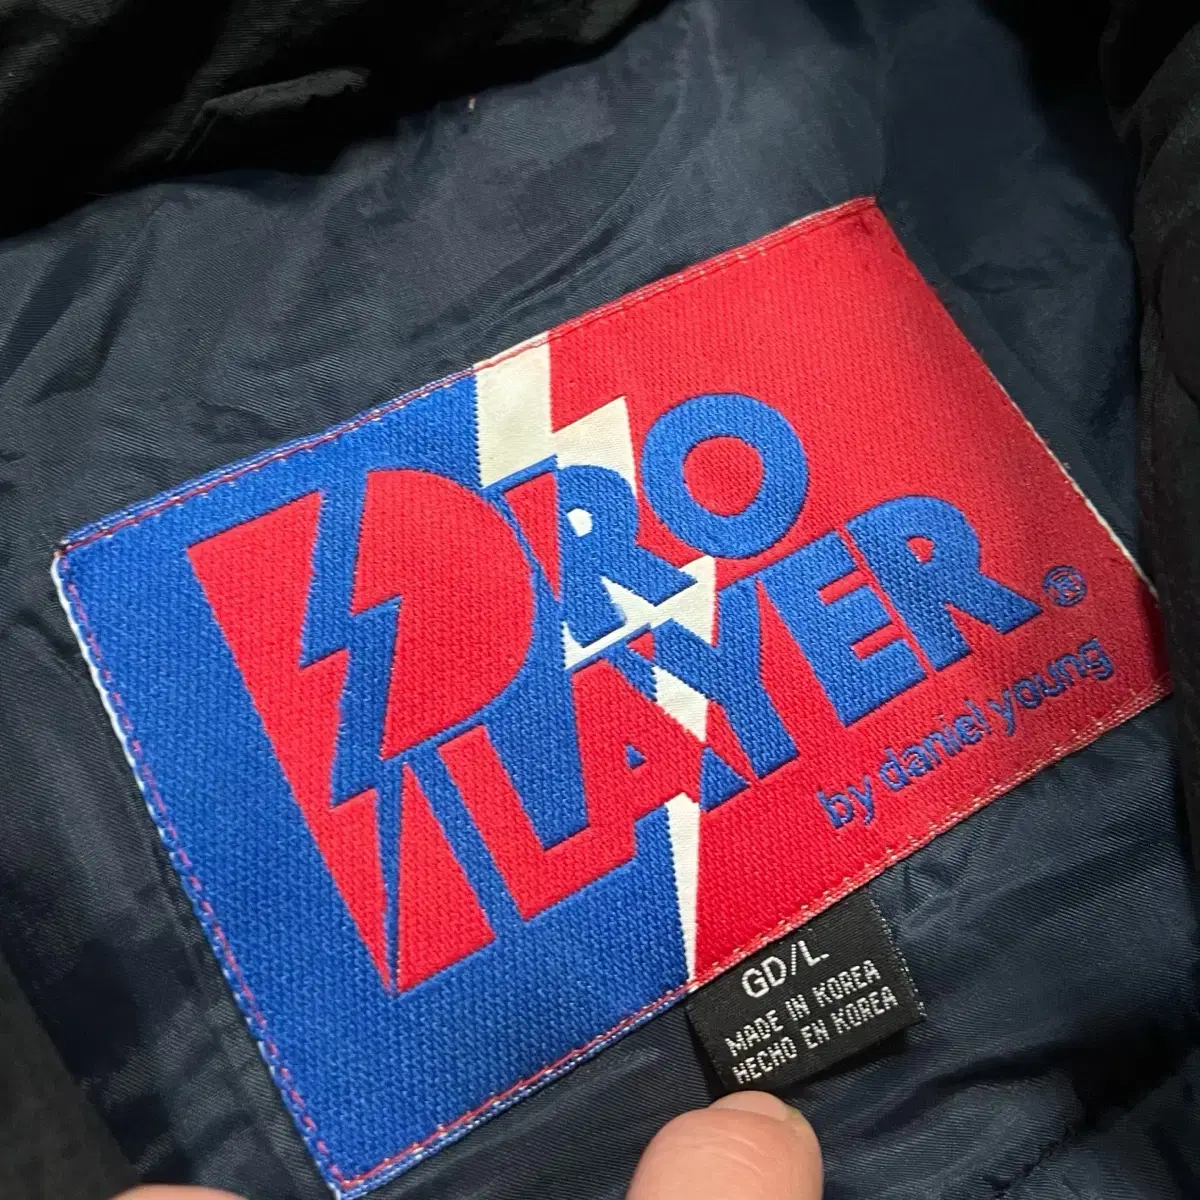 PRO
PLAYER®
by daniel young
GD/L
MADE IN KOREA
HECHO EN KOREA